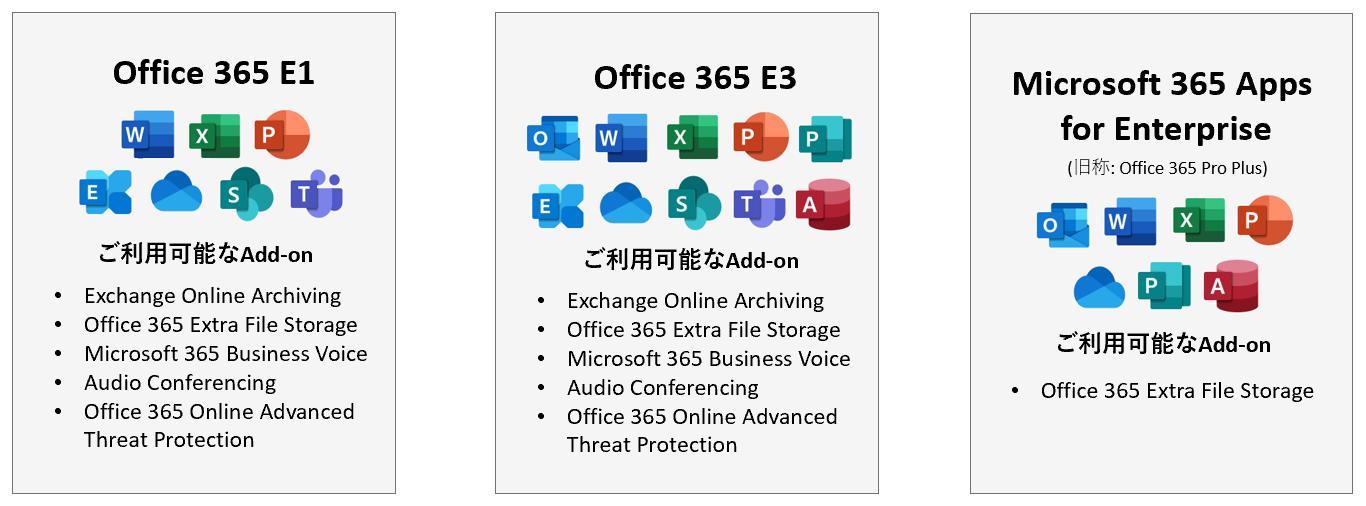 Office 365 E1
W X P
E S T
ご利用可能なAdd-on
• Exchange Online Archiving
• Office 365 Extra File Storage
• Microsoft 365 Business Voice
• Audio Conferencing
• Office 365 Online Advanced
Threat Protection
Office 365 E3
O W X P P
E S T A
ご利用可能なAdd-on
• Exchange Online Archiving
• Office 365 Extra File Storage
• Microsoft 365 Business Voice
• Audio Conferencing
• Office 365 Online Advanced
Threat Protection
Microsoft 365 Apps
for Enterprise
(旧称: Office 365 Pro Plus)
O W X P
P A
ご利用可能なAdd-on
• Office 365 Extra File Storage